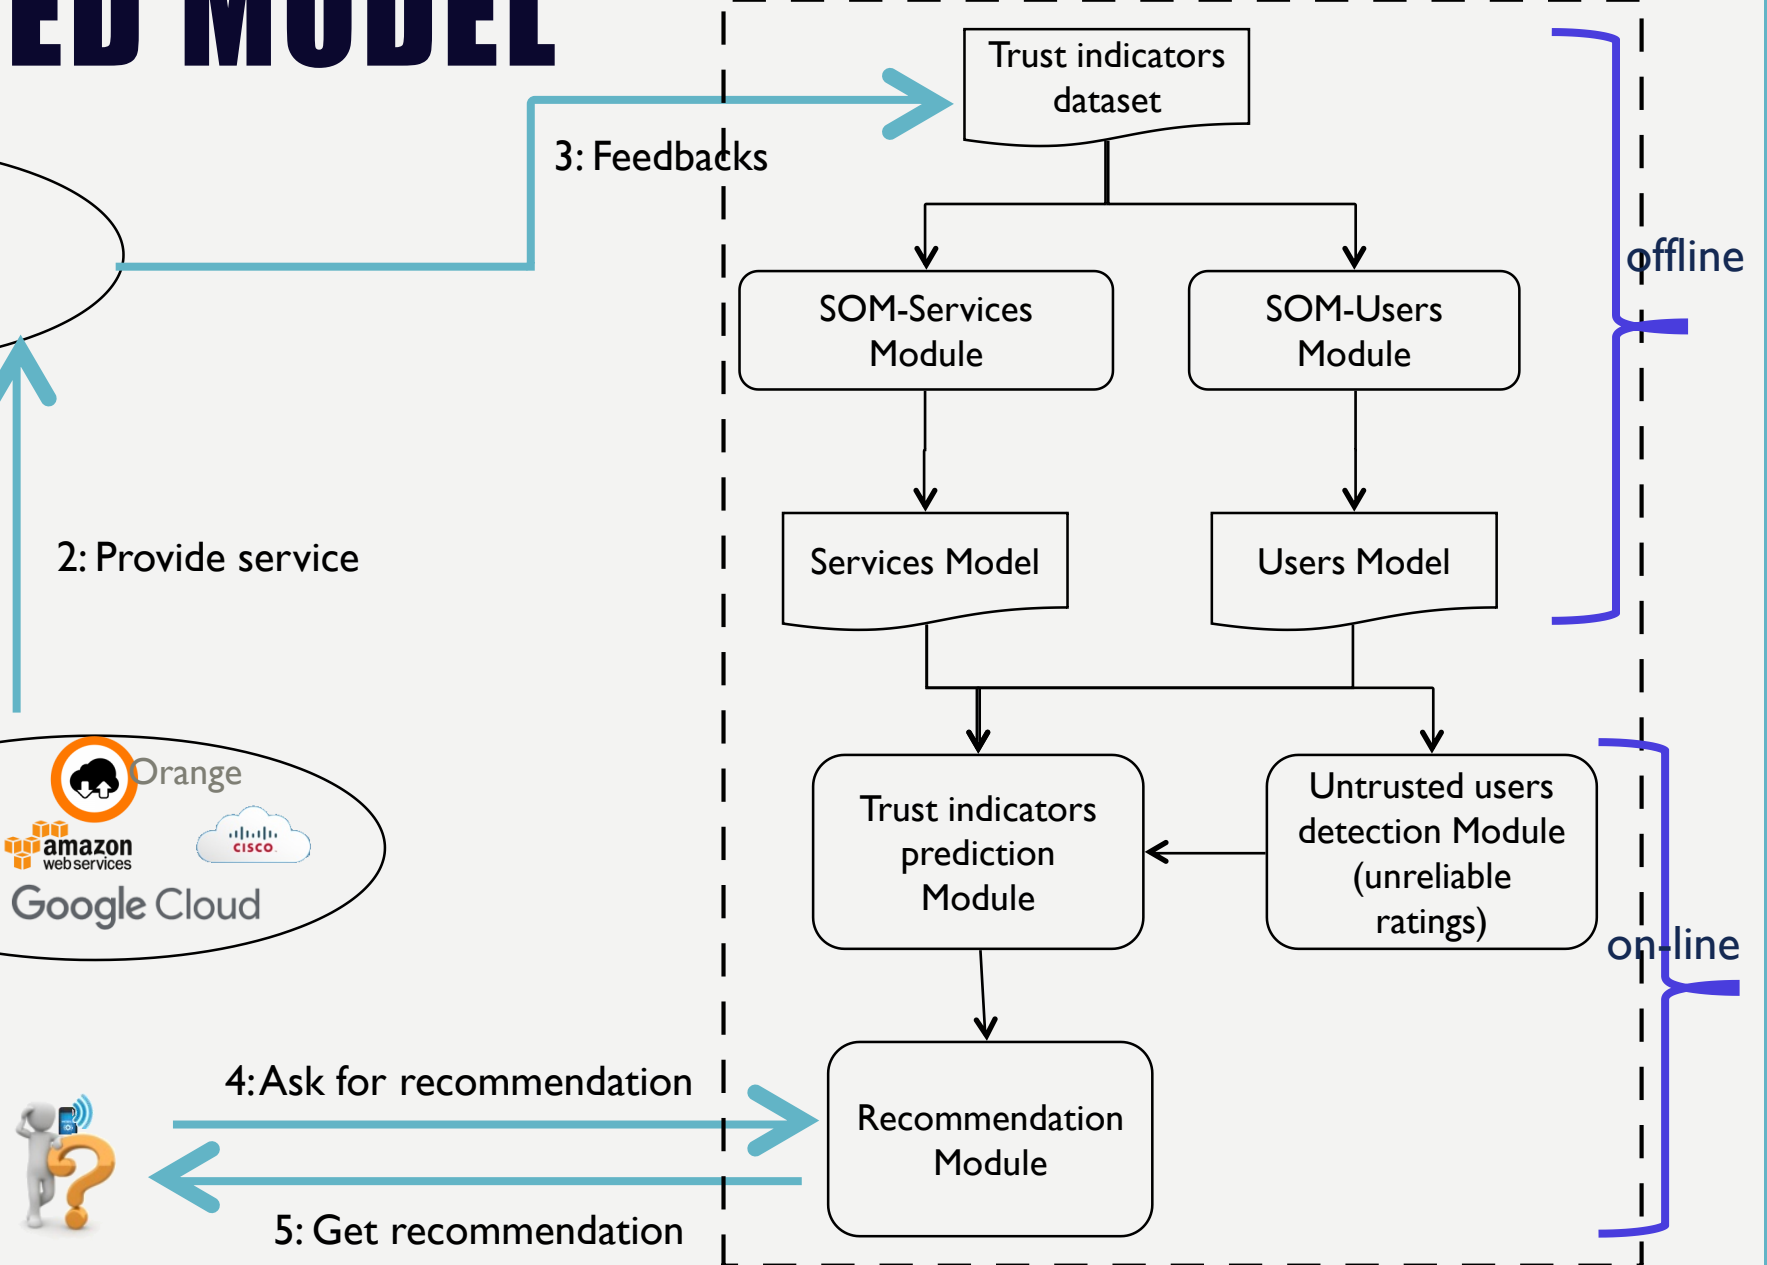 ED MODEL
Trust indicators
dataset
3: Feedbacks
offline
SOM-Services
Module
SOM-Users
Module
2: Provide service
Services Model
Users Model
Orange
amazon
web services
CISCO
Google Cloud
Trust indicators
prediction
Module
Untrusted users
detection Module
(unreliable
ratings)
on-line
4: Ask for recommendation
Recommendation
Module
5: Get recommendation